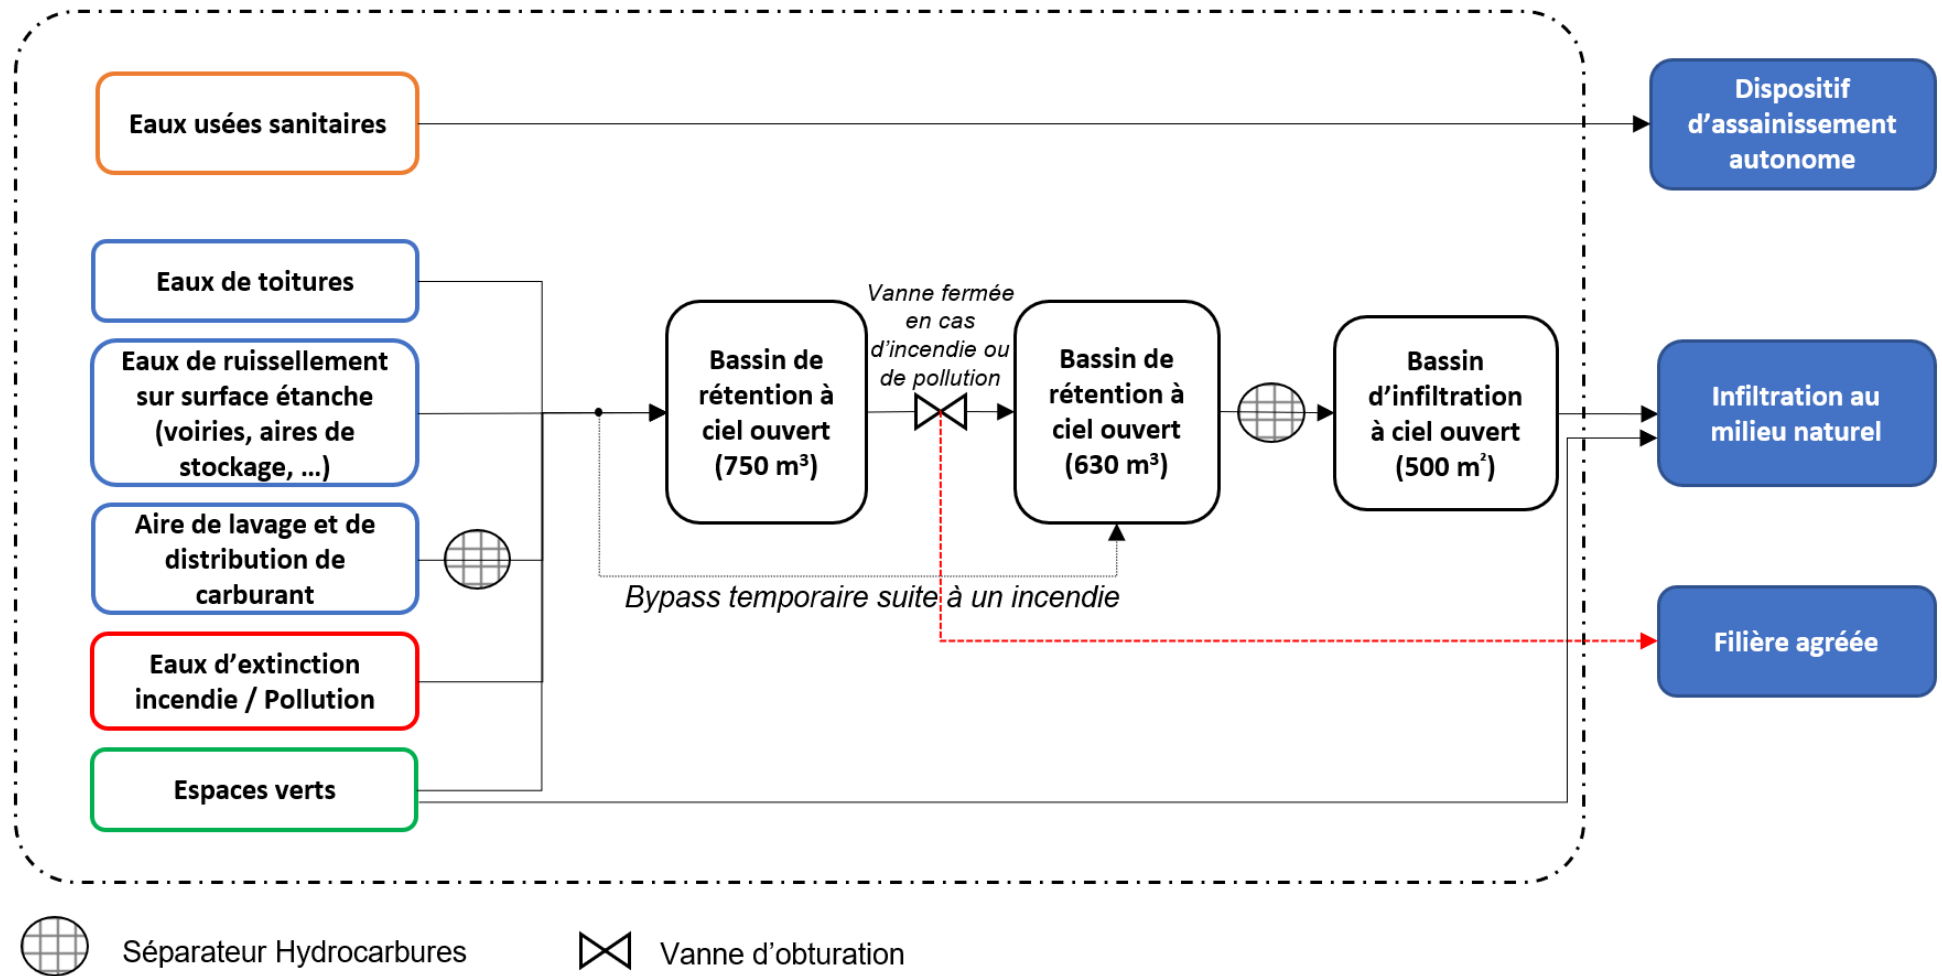 Eaux usées sanitaires
Dispositif
d’assainissement
autonome
Eaux de toitures
Eaux de ruissellement
sur surface étanche
(voiries, aires de
stockage, ...)
Aire de lavage et de
distribution de
carburant
Eaux d’extinction
incendie / Pollution
Espaces verts
Bassin de
rétention à
ciel ouvert
(750 m³)
Vanne fermée
en cas
d’incendie ou
de pollution
Bassin de
rétention à
ciel ouvert
(630 m³)
Bassin
d’infiltration
à ciel ouvert
(500 m²)
Infiltration au
milieu naturel
Bypass temporaire suite à un incendie
Filière agréée
Séparateur Hydrocarbures
Vanne d’obturation